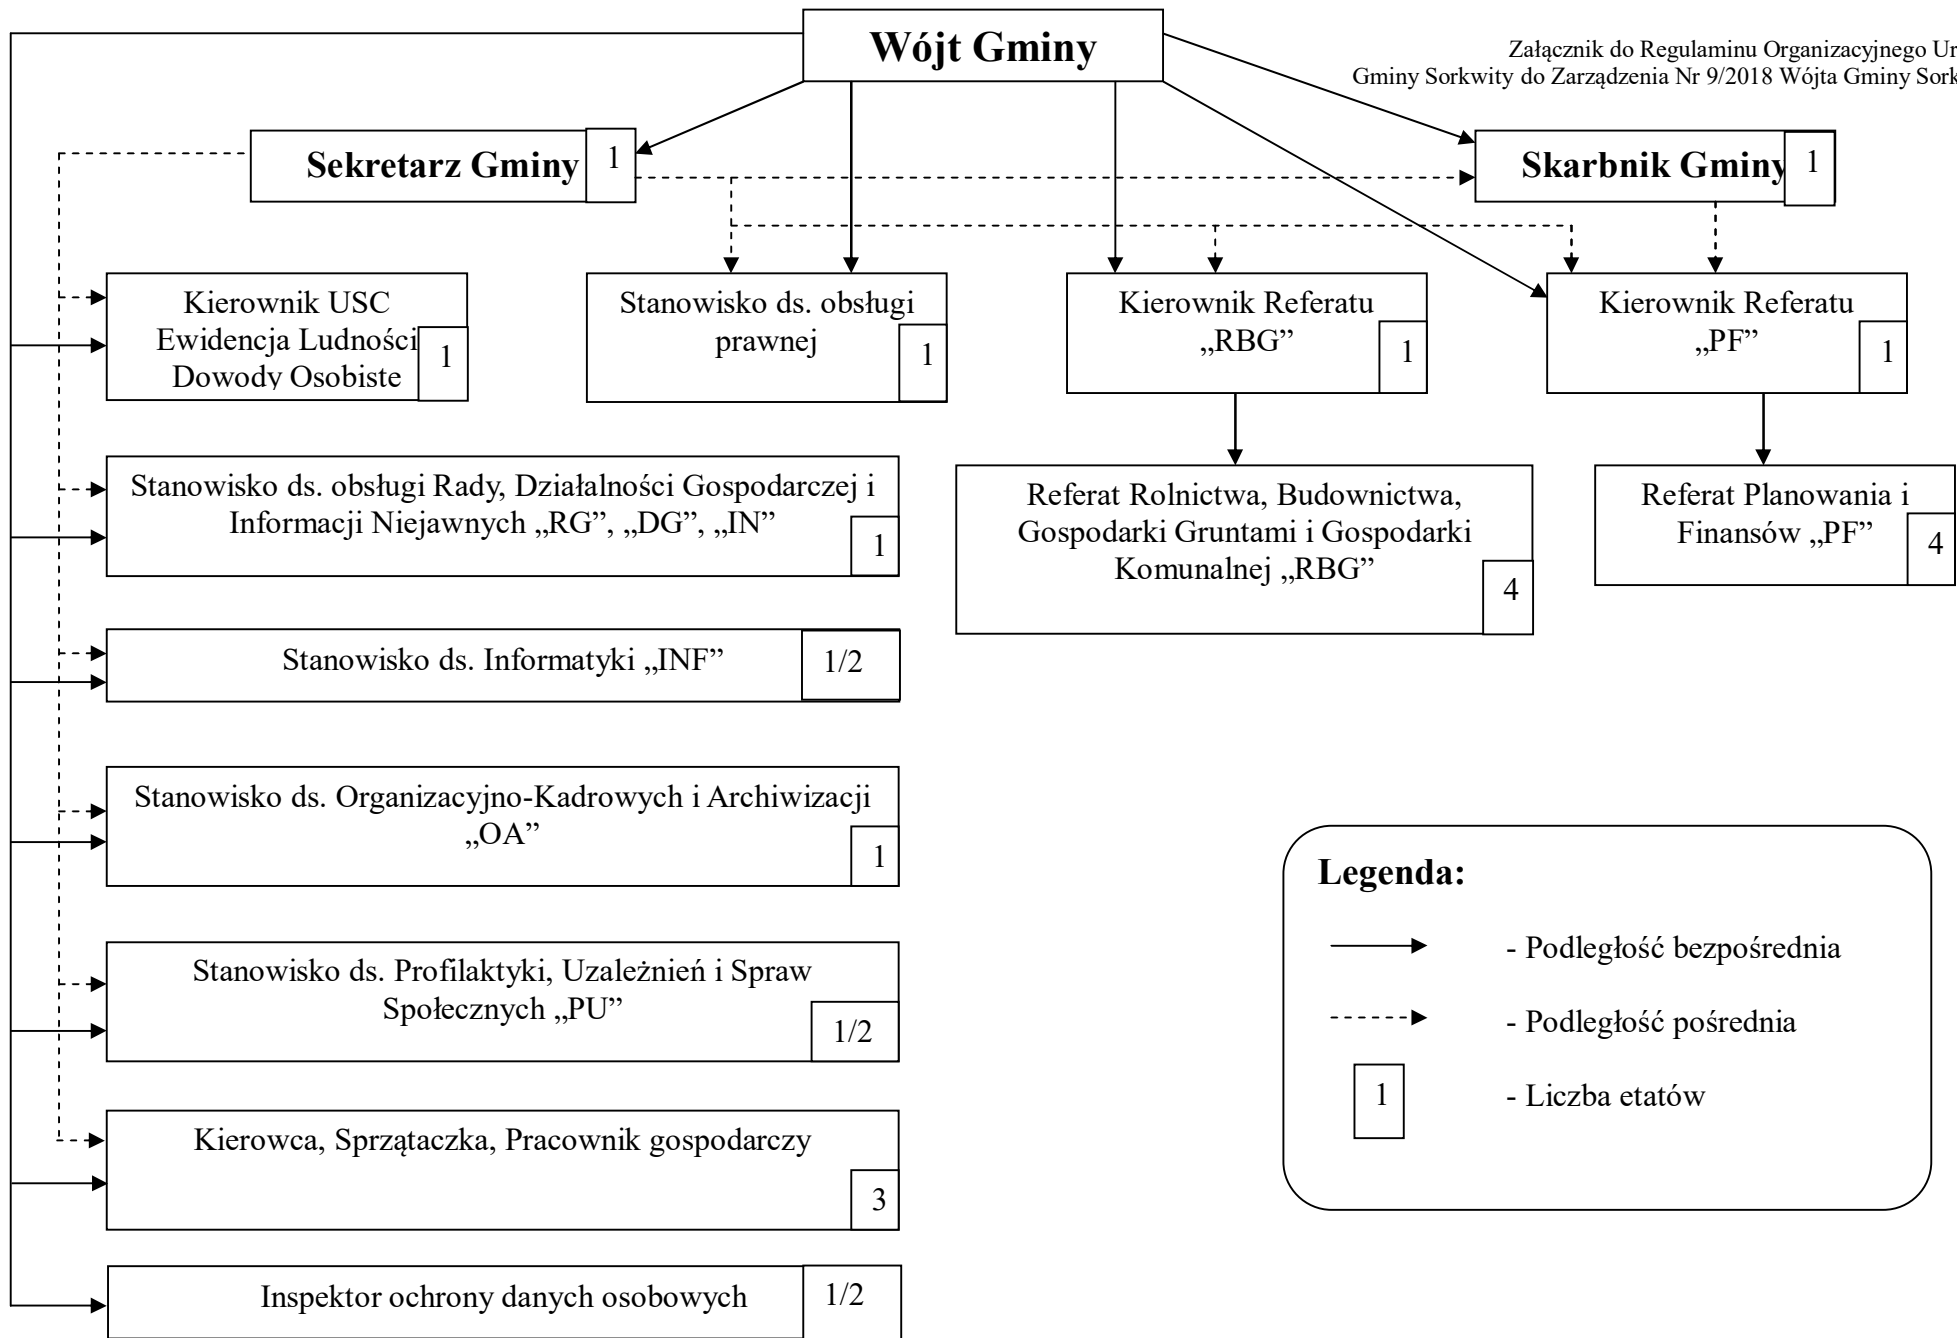 Wójt Gminy
Załącznik do Regulaminu Organizacyjnego
Gminy Sorkwity do Zarządzenia Nr 9/2018 Wójta Gminy
Sekretarz Gminy
1
Skarbnik Gminy
1
Kierownik USC
Ewidencja Ludności
Dowody Osobiste
1
Stanowisko ds. obsługi
prawnej
1
Kierownik Referatu
„RBG”
1
Kierownik Referatu
„PF”
1
Stanowisko ds. obsługi Rady, Działalności Gospodarczej i
Informacji Niejawnych „RG”, „DG”, „IN”
1
Referat Rolnictwa, Budownictwa,
Gospodarki Gruntami i Gospodarki
Komunalnej „RBG”
4
Referat Planowania i
Finansów „PF”
4
Stanowisko ds. Informatyki „INF”
1/2
Stanowisko ds. Organizacyjno-Kadrowych i Archiwizacji
„OA”
1
Stanowisko ds. Profilaktyki, Uzależnień i Spraw
Społecznych „PU”
1/2
Kierowca, Sprzątaczka, Pracownik gospodarczy
3
Inspektor ochrony danych osobowych
1/2
Legenda:
- Podległość bezpośrednia
- Podległość pośrednia
1
- Liczba etatów